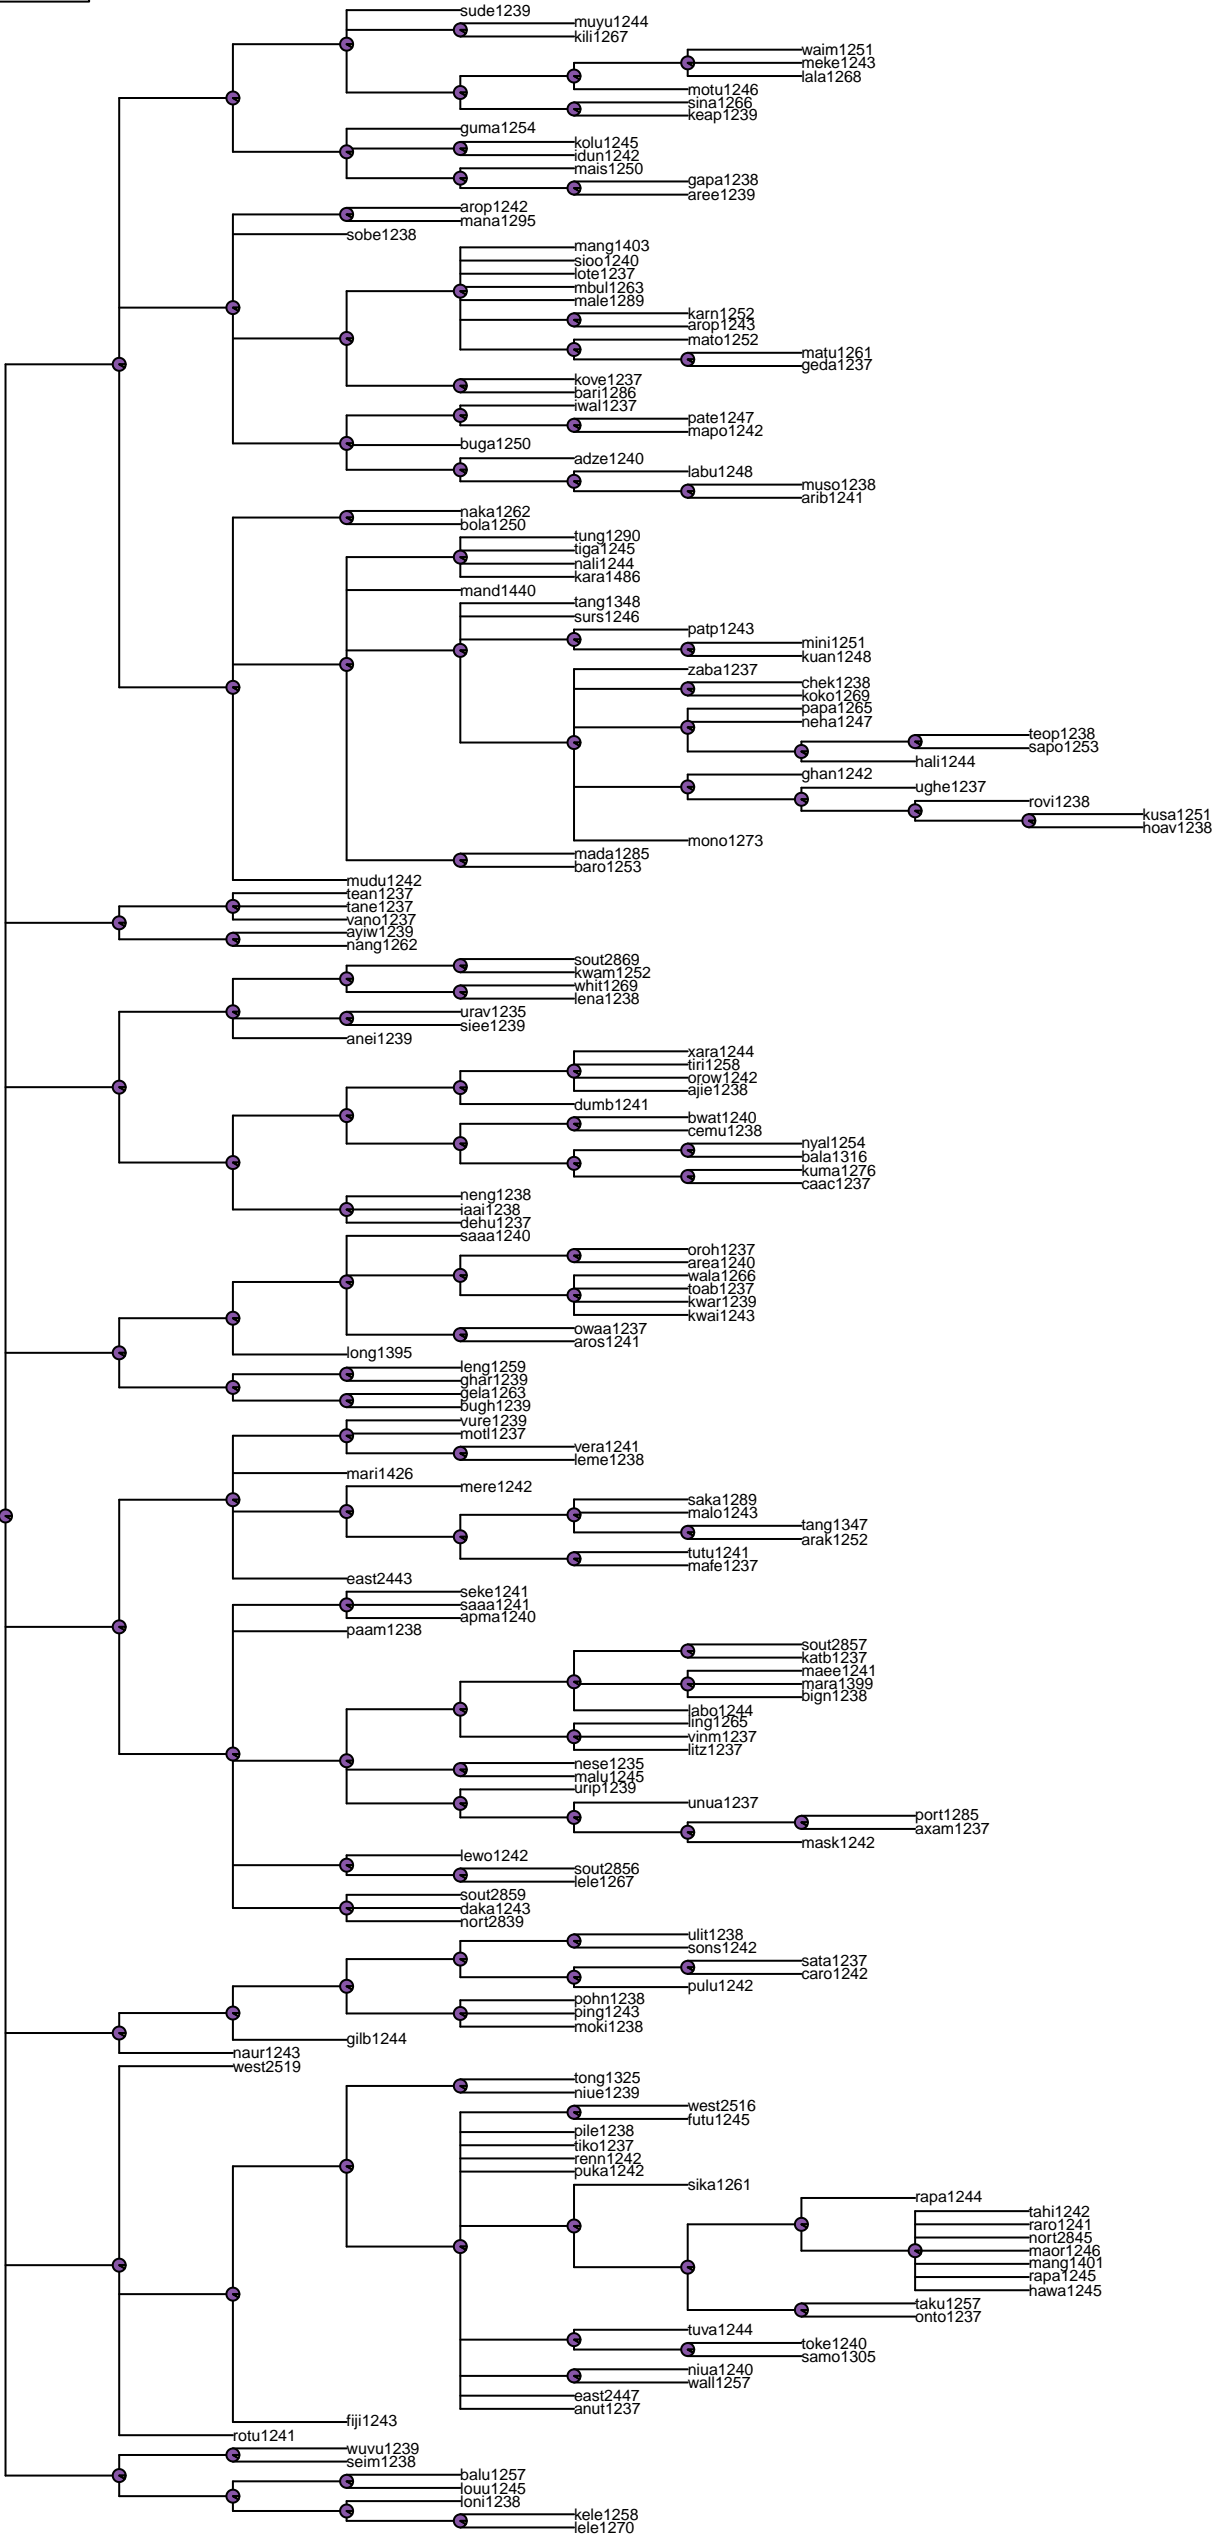 sude1239
muyu1244
kili1267
waim1251
meke1243
lala1268
motu1246
sina1266
keap1239
guma1254
kolu1245
idun1242
mais1250
gapa1238
aree1239
arop1242
mana1295
sobe1238
mang1403
sioo1240
lote1237
mbul1263
male1289
karn1252
arop1243
mato1252
matu1261
geda1237
kove1237
bari1286
iwal1237
pate1247
mapo1242
buga1250
adze1240
labu1248
muso1238
arib1241
naka1262
bola1250
tung1290
tiga1245
nali1244
kara1486
mand1440
tang1348
surs1246
patp1243
mini1251
kuan1248
zaba1237
chek1238
koko1269
papa1265
neha1247
teop1238
sapo1253
hali1244
ghan1242
ughe1237
rovi1238
kusa1251
hoav1238
mono1273
mada1285
baro1253
mudu1242
tean1237
tane1237
vano1237
ayiw1239
nang1262
sout2869
kwam1252
whit1269
lena1238
urav1235
siee1239
anei1239
xara1244
tiri1258
orow1242
ajie1238
dumb1241
bwat1240
cemu1238
nyal1254
bala1316
kuma1276
caac1237
neng1238
iaai1238
dehu1237
saaa1240
oroh1237
area1240
wala1266
toab1237
kwar1239
kwai1243
owaa1237
aros1241
long1395
leng1259
ghar1239
gela1263
bugh1239
vure1239
motl1237
vera1241
leme1238
mari1426
mere1242
saka1289
malo1243
tang1347
arak1252
tutu1241
mafe1237
east2443
seke1241
saaa1241
apma1240
paam1238
sout2857
katb1237
maee1241
mara1399
bign1238
labo1244
ling1265
vinm1237
litz1237
nese1235
malu1245
urip1239
unua1237
port1285
axam1237
mask1242
lewo1242
sout2856
lele1267
sout2859
daka1243
nort2839
ulit1238
sons1242
sata1237
caro1242
pulu1242
pohn1238
ping1243
moki1238
gilb1244
naur1243
west2519
tong1325
niue1239
west2516
futu1245
pile1238
tiko1237
renn1242
puka1242
sika1261
rapa1244
tahi1242
raro1241
nort2845
maor1246
mang1401
rapa1245
hawa1245
taku1257
onto1237
tuva1244
toke1240
samo1305
niua1240
wall1257
east2447
anut1237
fiji1243
rotu1241
wuvu1239
seim1238
balu1257
louu1245
loni1238
kele1258
lele1270